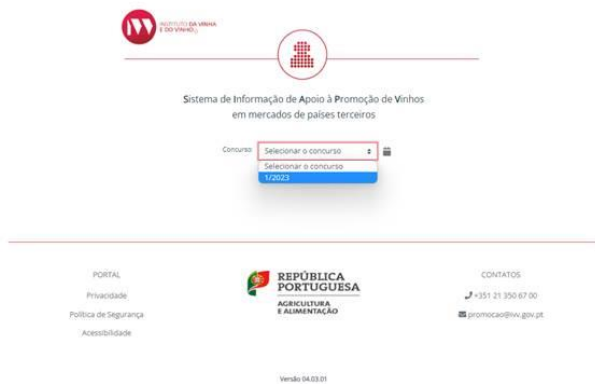 INSTITUTO DA VINHA
E DO VINHO
Sistema de Informação de Apoio à Promoção de Vinhos
em mercados de países terceiros
Concurso
Selecionar o concurso
Selecionar o concurso
1/2023
PORTAL
Privacidade
Política de Segurança
Acessibilidade
REPÚBLICA
PORTUGUESA
AGRICULTURA
E ALIMENTAÇÃO
CONTATOS
+351 21 350 67 00
promocao@ivv.gov.pt
Versão 04.03.01